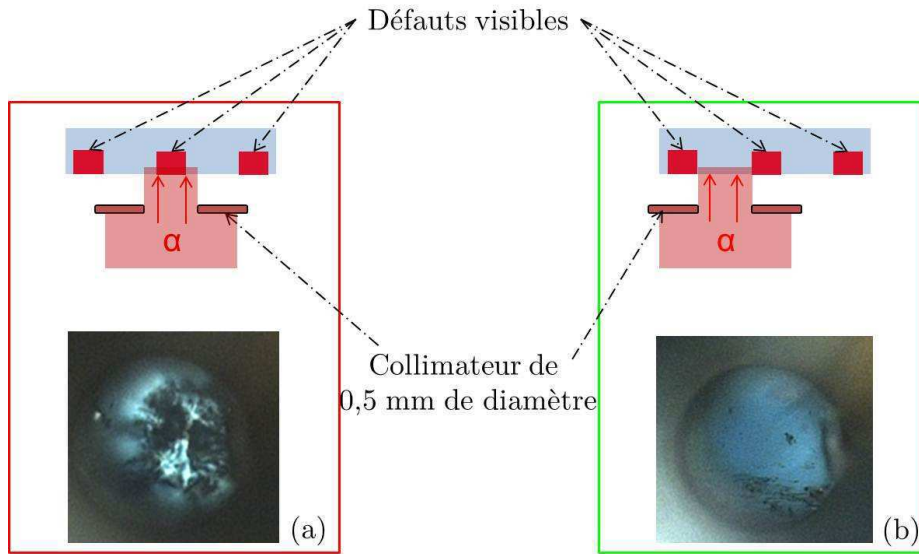 Défauts visibles
α
α
Collimateur de
0,5 mm de diamètre
(a)
(b)